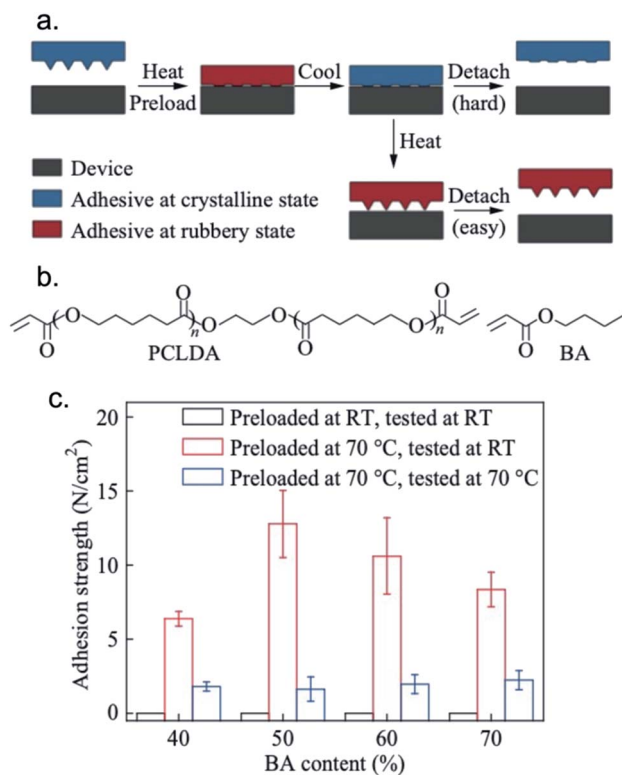 a.
Heat
Preload
Cool
Detach
(hard)
Heat
Device
Adhesive at crystalline state
Adhesive at rubbery state
Detach
(easy)
b.
O
O
O
n
O
O
O
O
n
O
O
PCLDA
O
O
BA
c.
Adhesion strength (N/cm²)
20
15
10
5
0
Preloaded at RT, tested at RT
Preloaded at 70 °C, tested at RT
Preloaded at 70 °C, tested at 70 °C
40 50 60 70
BA content (%)